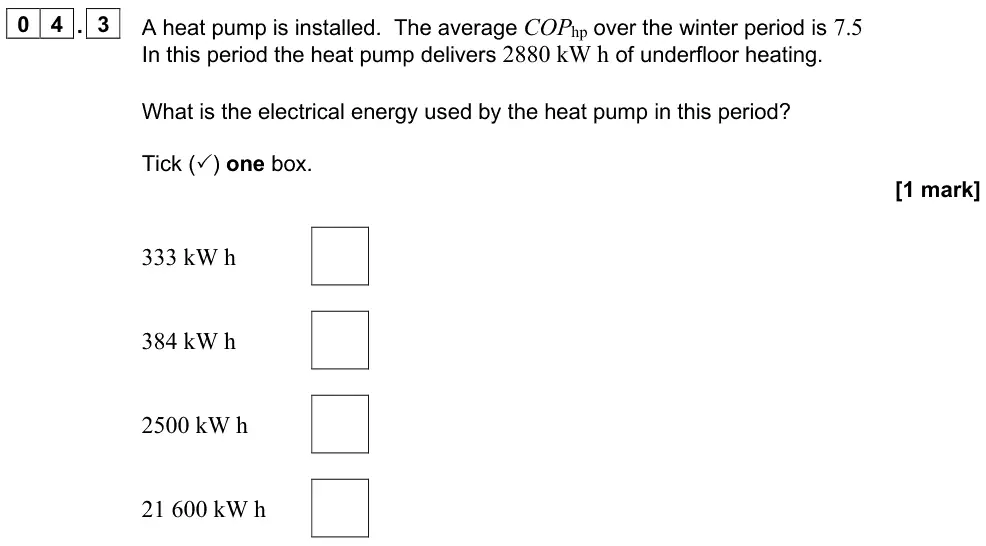 0 4 . 3 A heat pump is installed. The average COPhp over the winter period is 7.5
In this period the heat pump delivers 2880 kW h of underfloor heating.
What is the electrical energy used by the heat pump in this period?
Tick (✓) one box.
[1 mark]
333 kW h
384 kW h
2500 kW h
21 600 kW h